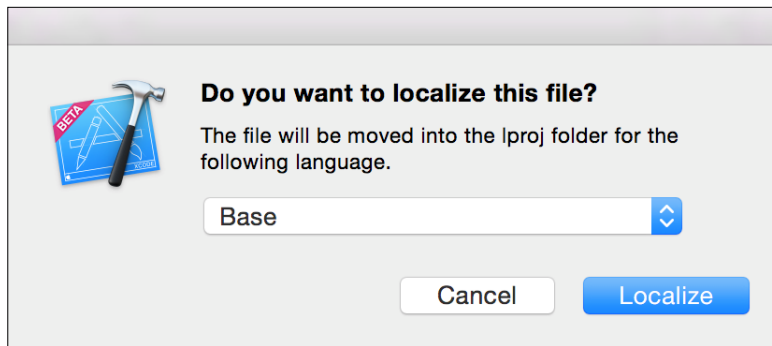 Do you want to localize this file?
The file will be moved into the lproj folder for the
following language.
BETA
XCODE
Base
Cancel
Localize